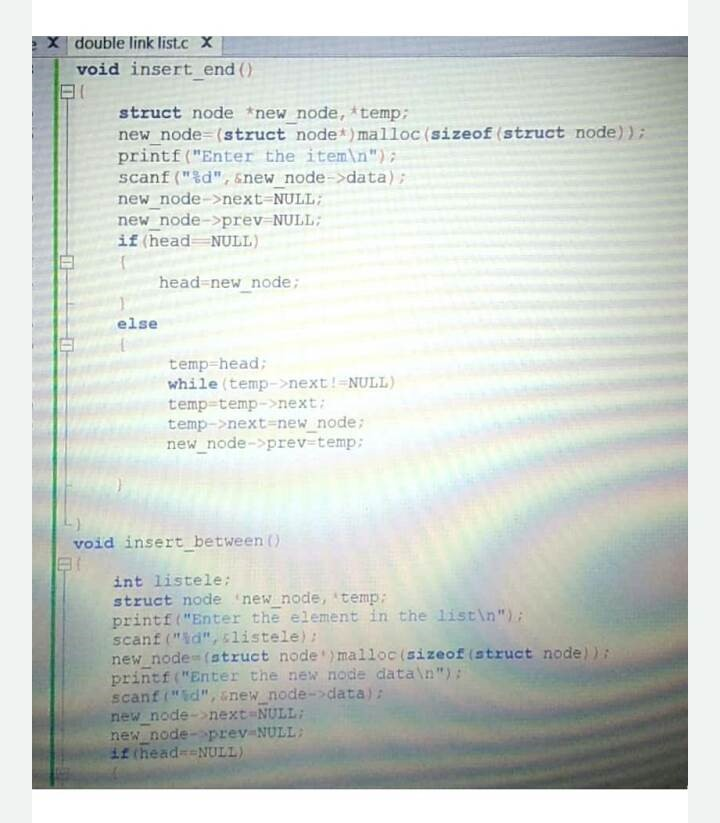 double link list.c X
void insert_end()
{
struct node *new_node,*temp;
new_node=(struct node*)malloc(sizeof(struct node));
printf("Enter the item\n");
scanf("%d",&new_node->data);
new_node->next=NULL;
new_node->prev=NULL;
if(head==NULL)
{
head=new_node;
}
else
{
temp=head;
while(temp->next!=NULL)
temp=temp->next;
temp->next=new_node;
new_node->prev=temp;
}
}
void insert_between()
{
int listele;
struct node *new_node,*temp;
printf("Enter the element in the list\n");
scanf("%d",&listele);
new_node=(struct node*)malloc(sizeof(struct node));
printf("Enter the new node data\n");
scanf("%d",&new_node->data);
new_node->next=NULL;
new_node->prev=NULL;
if(head==NULL)
{